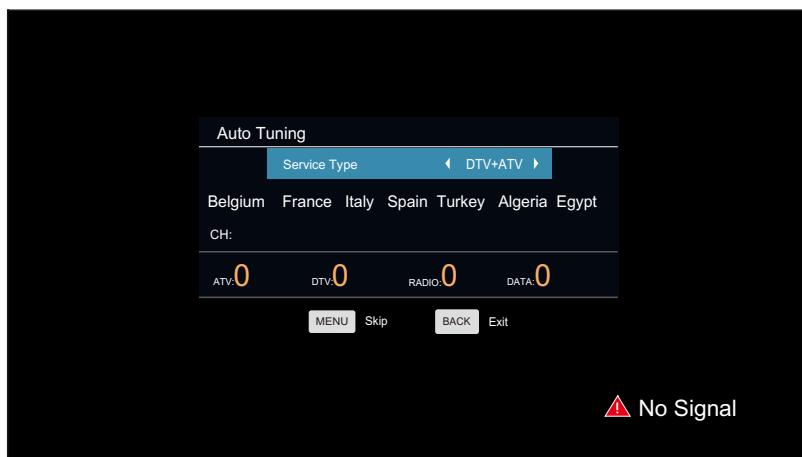 Auto Tuning
Service Type DTV+ATV
Belgium France Italy Spain Turkey Algeria Egypt
CH:
ATV:0 DTV:0 RADIO:0 DATA:0
MENU Skip BACK Exit
No Signal